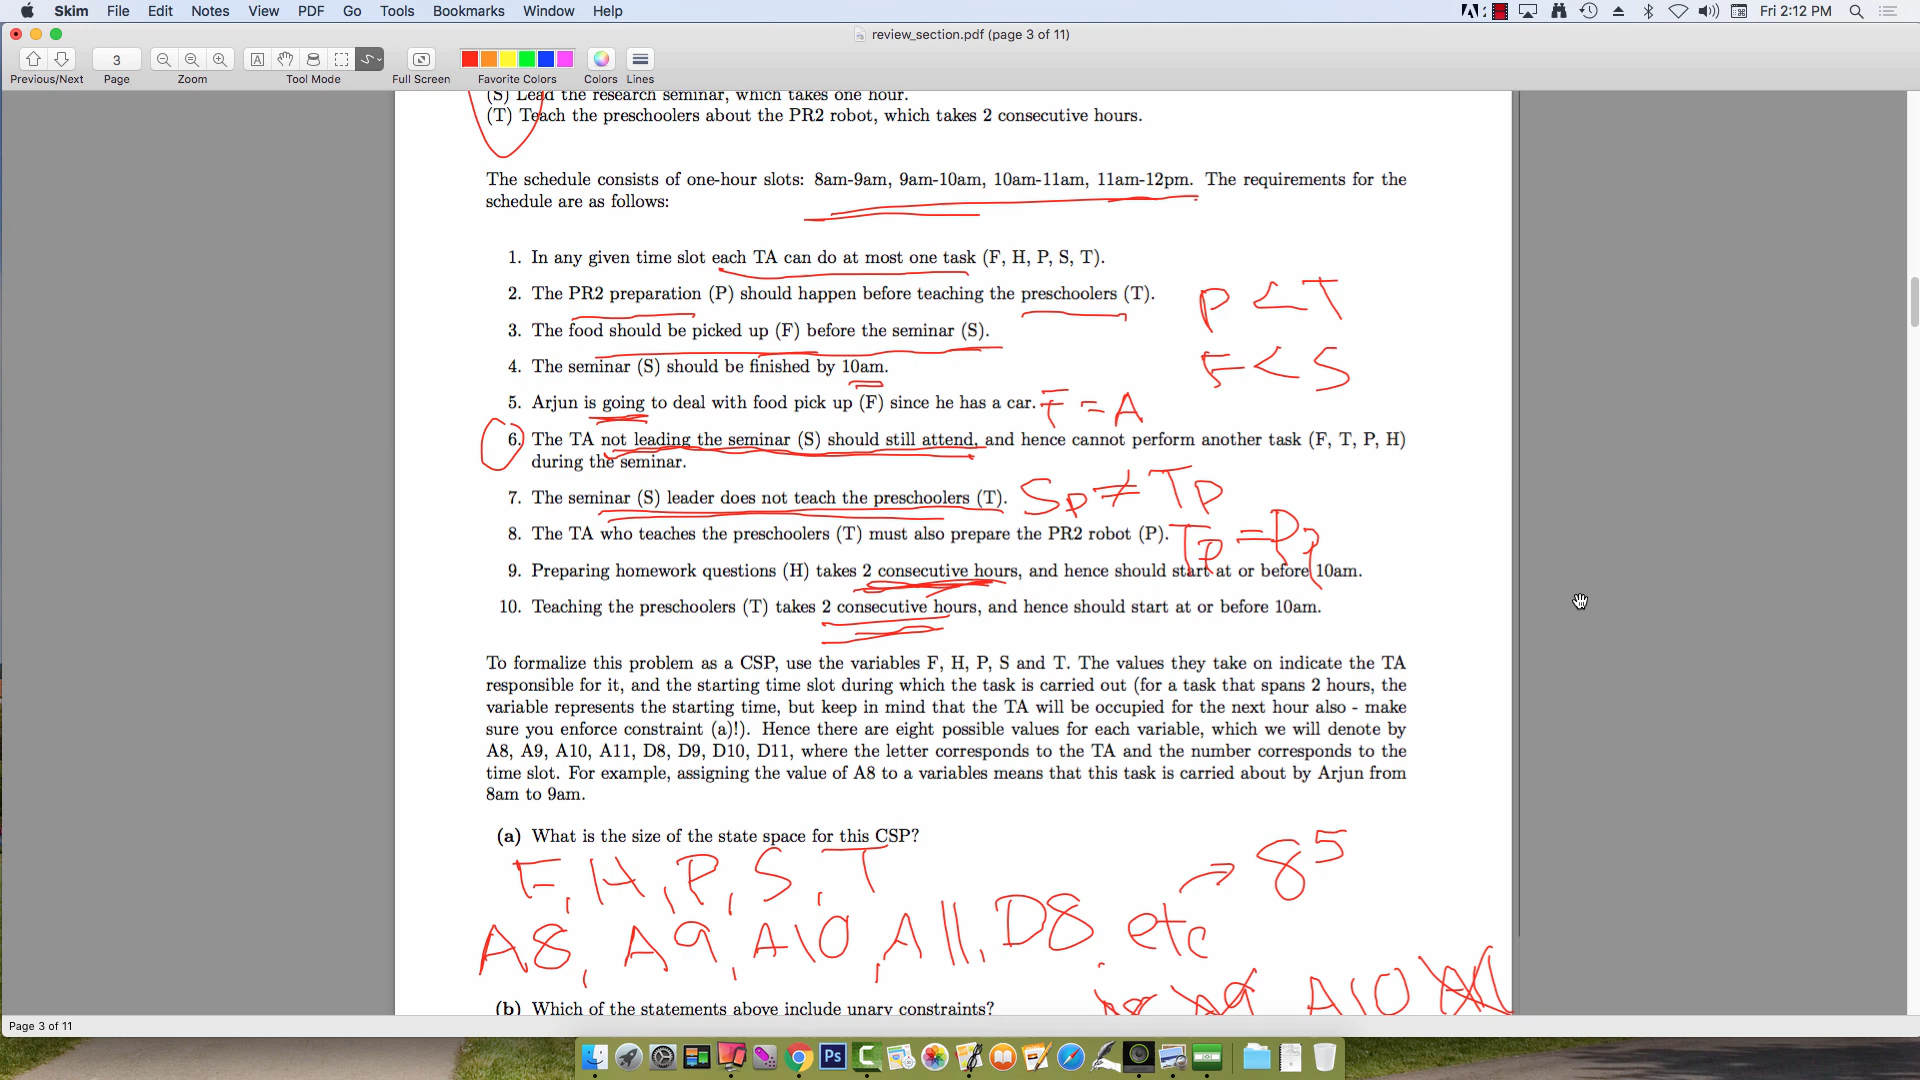 Skim File Edit View Notes View PDF Go Tools Bookmarks Window Help Fri 2:12 PM
review_section.pdf (page 3 of 11)
3
Previous/Next Page Zoom Tool Mode Full Screen Favorite Colors Colors Lines
(S) Lead the research seminar, which takes one hour.
(T) Teach the preschoolers about the PR2 robot, which takes 2 consecutive hours.
The schedule consists of one-hour slots: 8am-9am, 9am-10am, 10am-11am, 11am-12pm. The requirements for the
schedule are as follows:
1. In any given time slot each TA can do at most one task (F, H, P, S, T).
2. The PR2 preparation (P) should happen before teaching the preschoolers (T). P < T
3. The food should be picked up (F) before the seminar (S).
4. The seminar (S) should be finished by 10am. F < S
5. Arjun is going to deal with food pick up (F) since he has a car. F = A
6. The TA not leading the seminar (S) should still attend, and hence cannot perform another task (F, T, P, H)
during the seminar.
7. The seminar (S) leader does not teach the preschoolers (T). Sp ≠ Tp
8. The TA who teaches the preschoolers (T) must also prepare the PR2 robot (P). Tp = Pp
9. Preparing homework questions (H) takes 2 consecutive hours, and hence should start at or before 10am.
10. Teaching the preschoolers (T) takes 2 consecutive hours, and hence should start at or before 10am.
To formalize this problem as a CSP, use the variables F, H, P, S and T. The values they take on indicate the TA
responsible for it, and the starting time slot during which the task is carried out (for a task that spans 2 hours, the
variable represents the starting time, but keep in mind that the TA will be occupied for the next hour also - make
sure you enforce constraint (a)!). Hence there are eight possible values for each variable, which we will denote by
A8, A9, A10, A11, D8, D9, D10, D11, where the letter corresponds to the TA and the number corresponds to the
time slot. For example, assigning the value of A8 to a variables means that this task is carried about by Arjun from
8am to 9am.
(a) What is the size of the state space for this CSP?
F, H, P, S, T → 8^5
A8, A9, A10, A11, D8, etc
(b) Which of the statements above include unary constraints? A10
Page 3 of 11